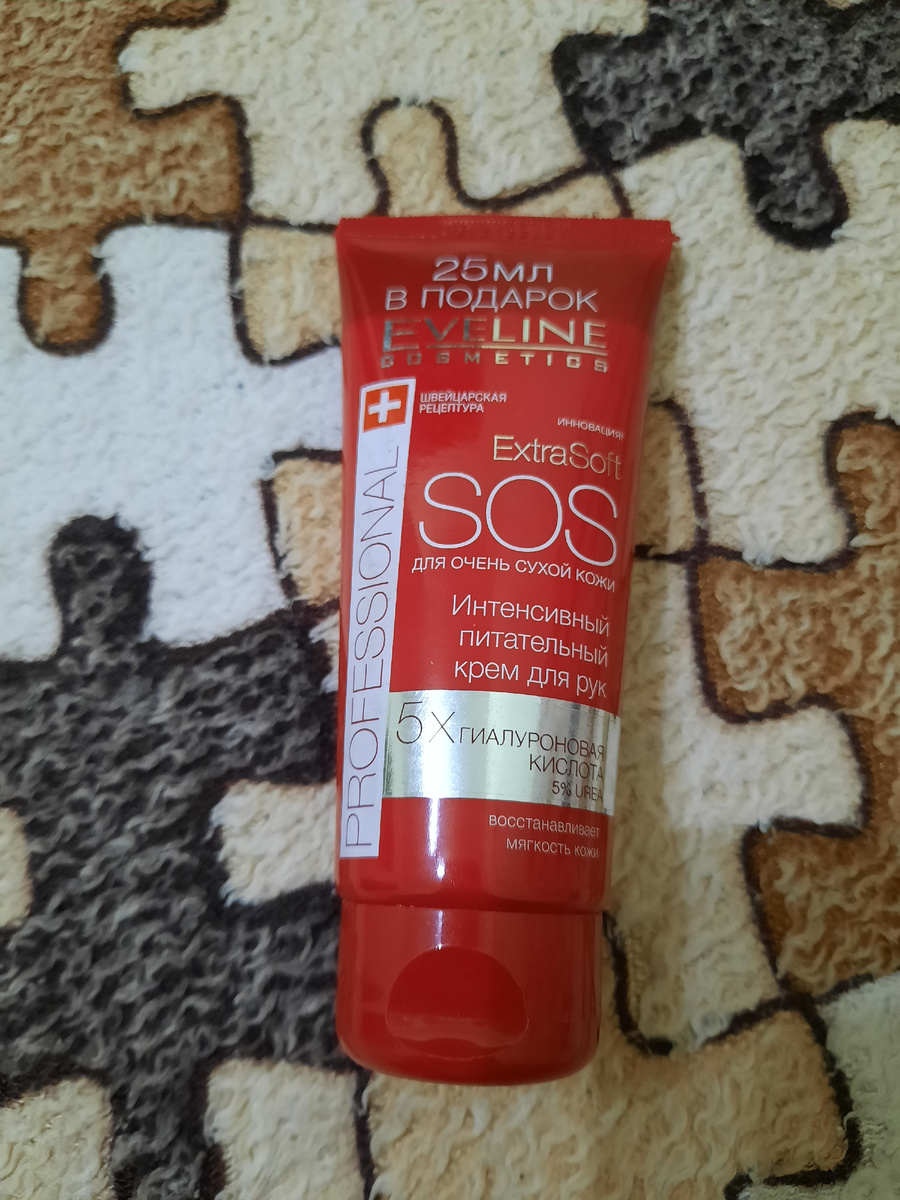 25МЛ
В ПОДАРОК
EVELINE
COSMETICS
ШВЕЙЦАРСКАЯ
РЕЦЕПТУРА
ИННОВАЦИЯ!
ExtraSoft
SOS
ДЛЯ ОЧЕНЬ СУХОЙ КОЖИ
PROFESSIONAL
Интенсивный
питательный
крем для рук
5X ГИАЛУРОНОВАЯ
КИСЛОТА
5% UREA
восстанавливает
мягкость кожи